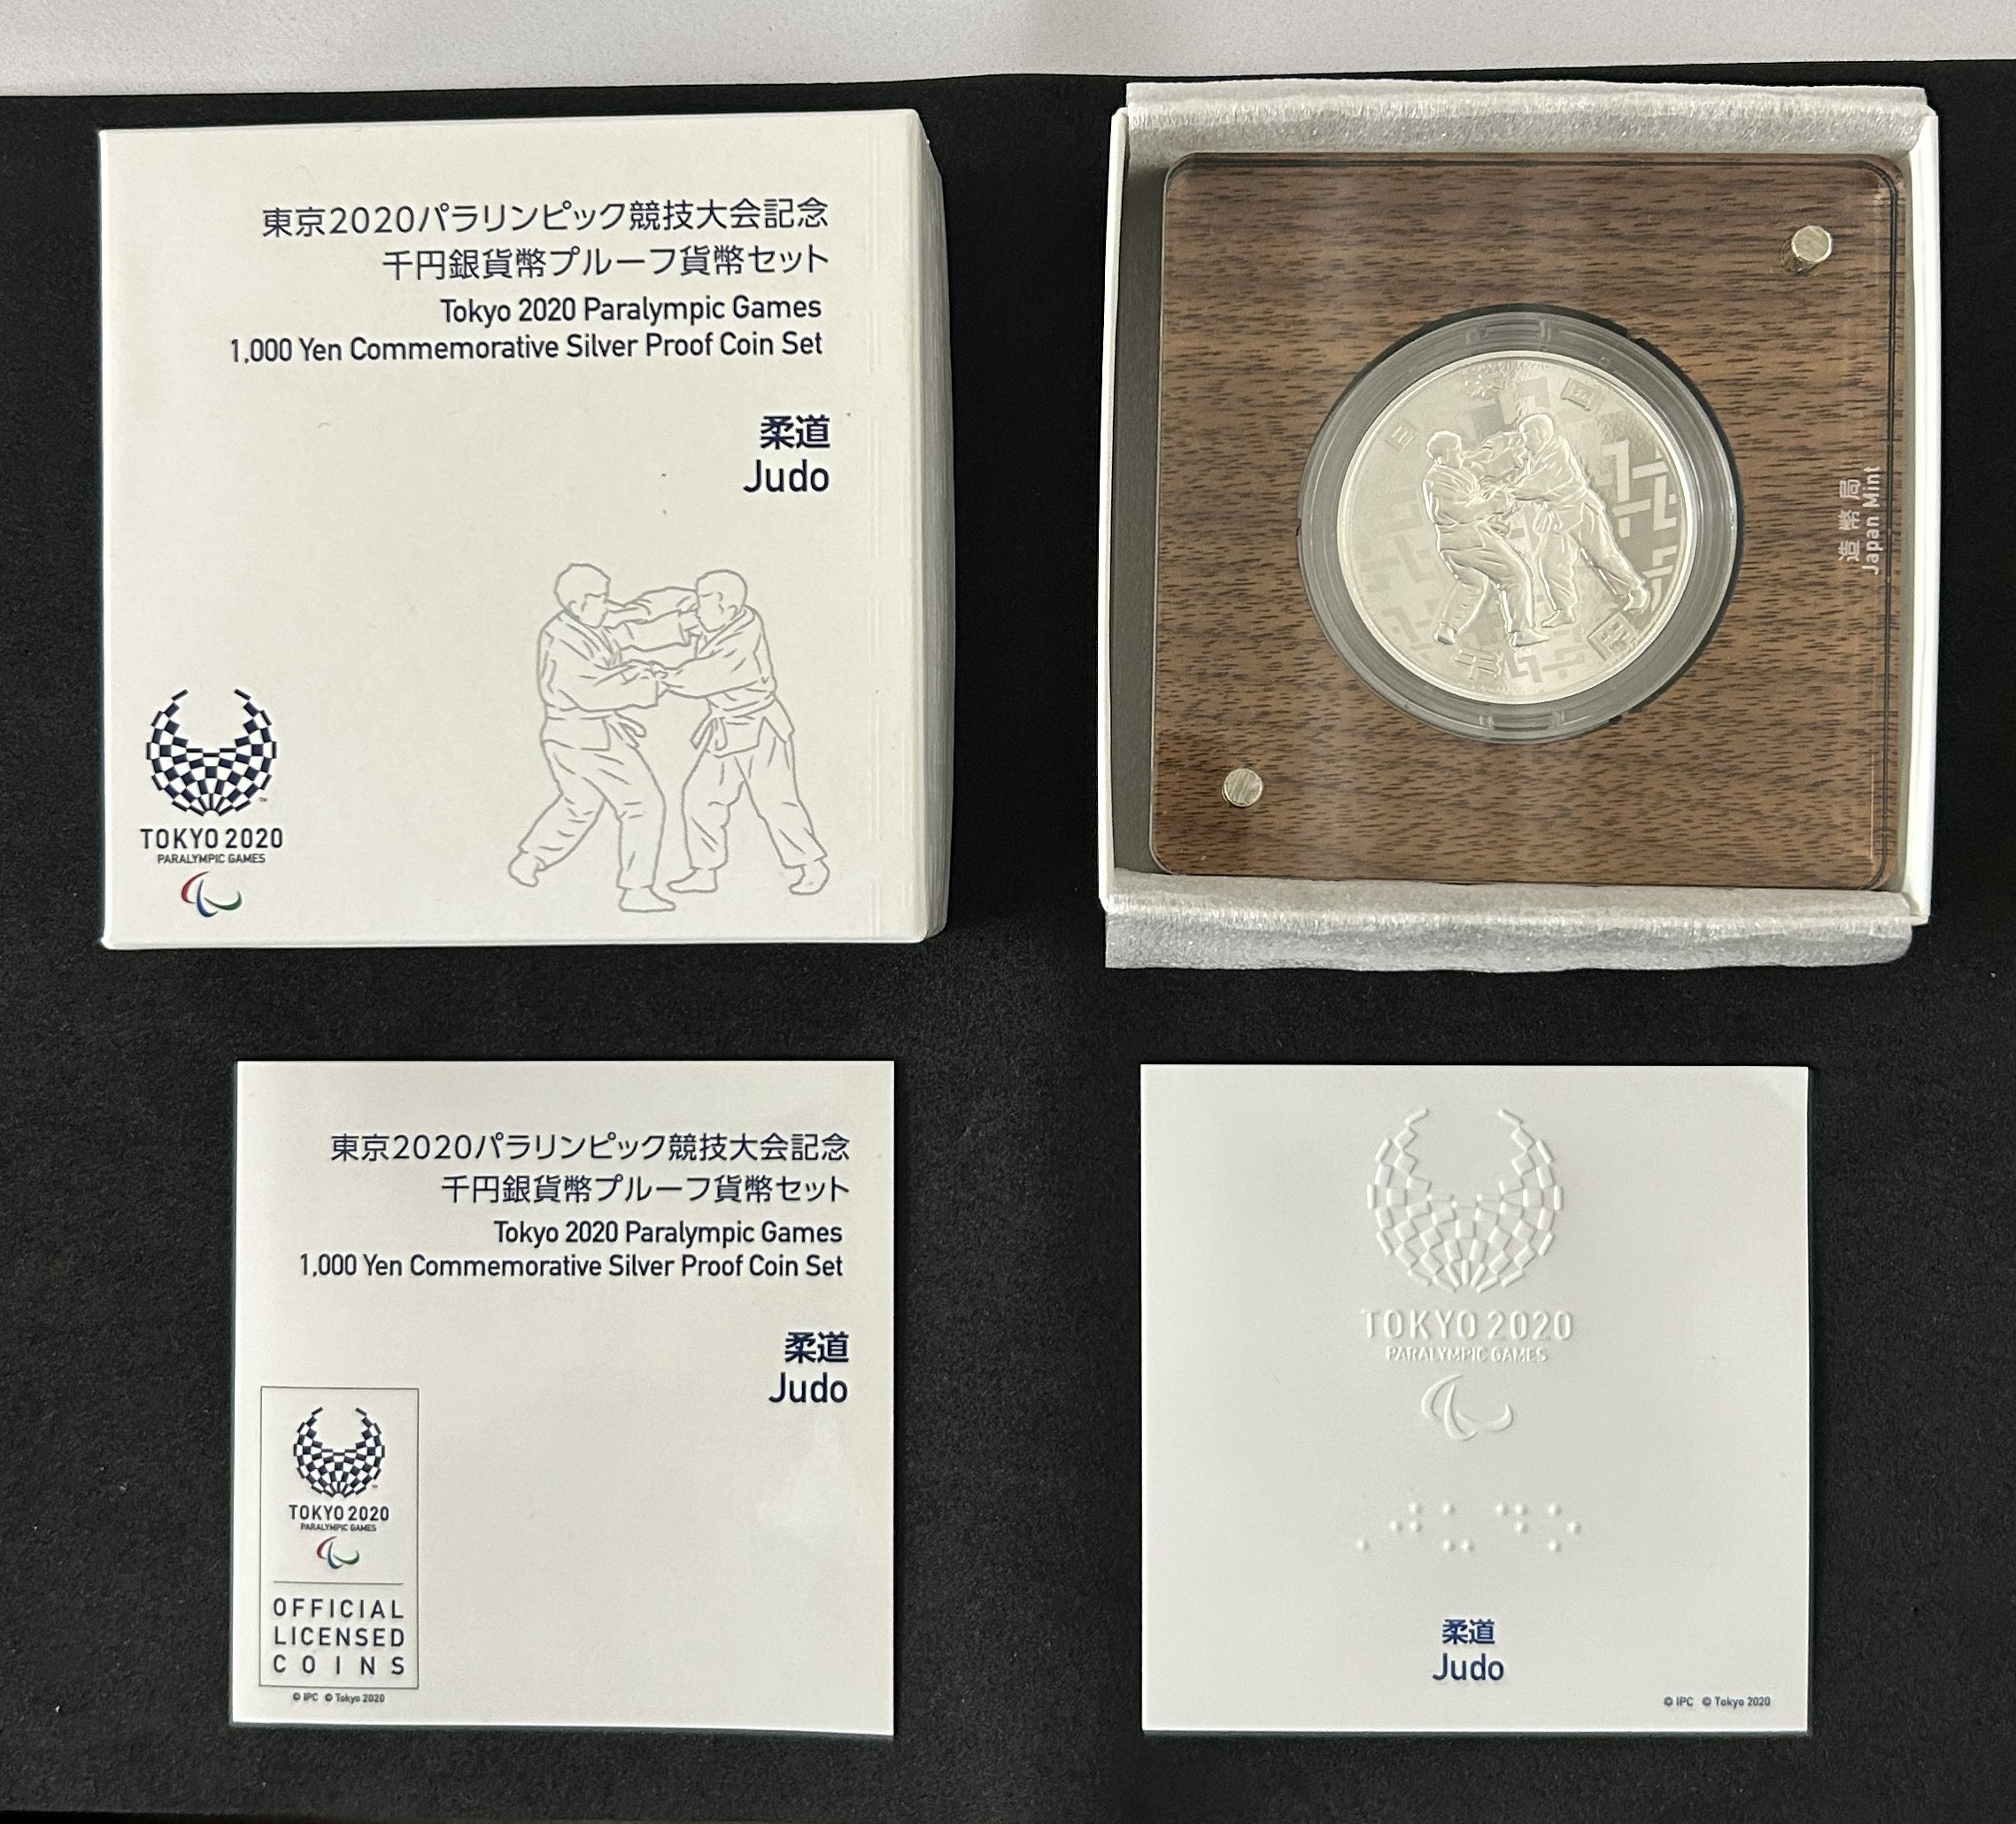 東京2020パラリンピック競技大会記念
千円銀貨幣プルーフ貨幣セット
Tokyo 2020 Paralympic Games
1,000 Yen Commemorative Silver Proof Coin Set
柔道
Judo
TOKYO 2020
PARALYMPIC GAMES
日本国
千円
造幣局
Japan Mint
東京2020パラリンピック競技大会記念
千円銀貨幣プルーフ貨幣セット
Tokyo 2020 Paralympic Games
1,000 Yen Commemorative Silver Proof Coin Set
柔道
Judo
TOKYO 2020
PARALYMPIC GAMES
OFFICIAL
LICENSED
COINS
© IPC © Tokyo 2020
TOKYO 2020
PARALYMPIC GAMES
柔道
Judo
© IPC © Tokyo 2020